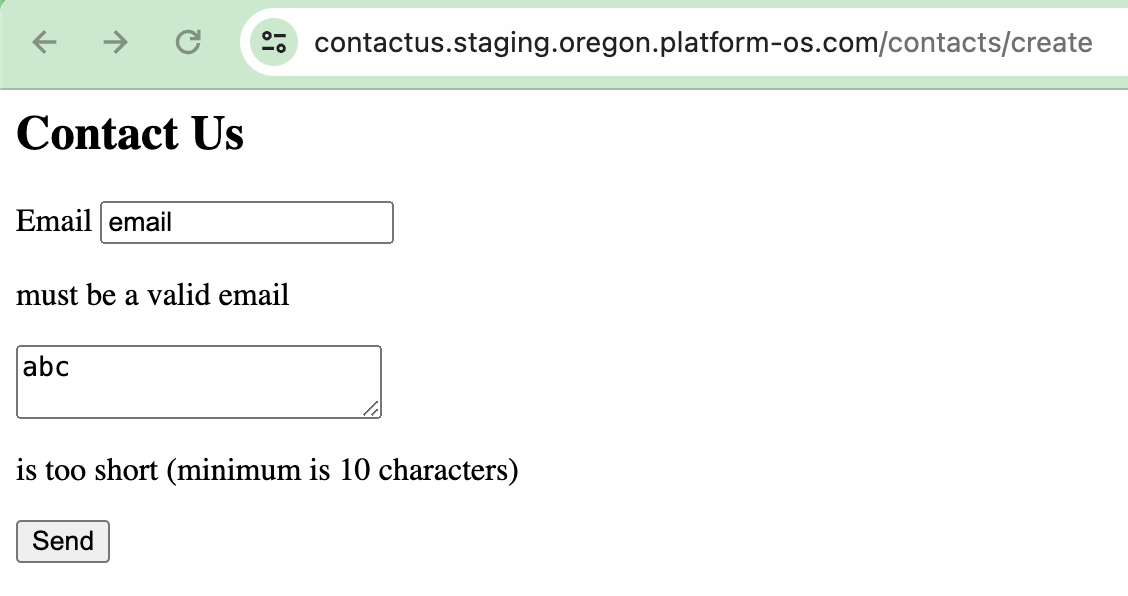 contactus.staging.oregon.platform-os.com/contacts/create
Contact Us
Email email
must be a valid email
abc
is too short (minimum is 10 characters)
Send